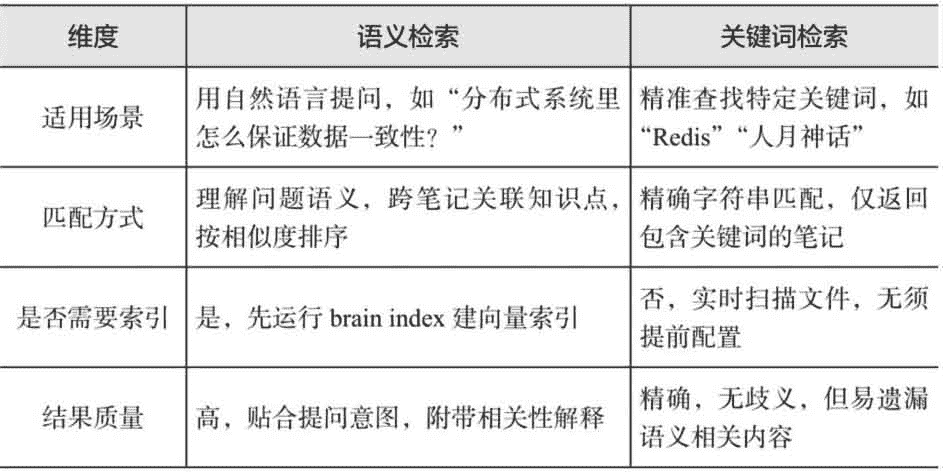 维度 语义检索 关键词检索
适用场景
用自然语言提问，如“分布式系统里
怎么保证数据一致性？”
精准查找特定关键词，如
“Redis”“人月神话”
匹配方式
理解问题语义，跨笔记关联知识点，
按相似度排序
精确字符串匹配，仅返回
包含关键词的笔记
是否需要索引
是，先运行 brain index 建向量索引
否，实时扫描文件，无须
提前配置
结果质量
高，贴合提问意图，附带相关性解释
精确，无歧义，但易遗漏
语义相关内容